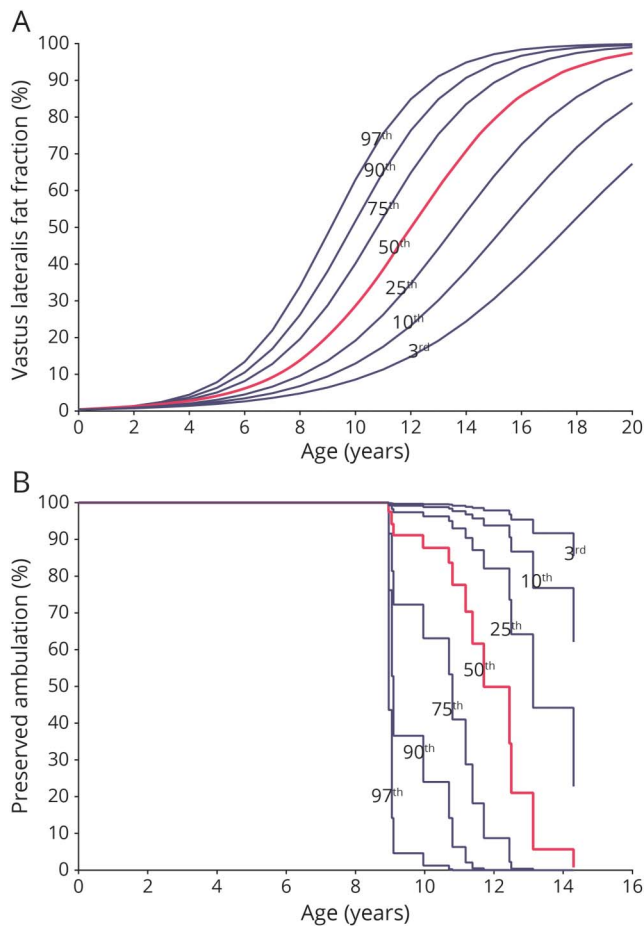 A
Vastus lateralis fat fraction (%)
100
90
80
70
60
50
40
30
20
10
0
97th
90th
75th
50th
25th
10th
3rd
0 2 4 6 8 10 12 14 16 18 20
Age (years)
B
Preserved ambulation (%)
100
90
80
70
60
50
40
30
20
10
0
3rd
10th
25th
50th
75th
90th
97th
0 2 4 6 8 10 12 14 16
Age (years)